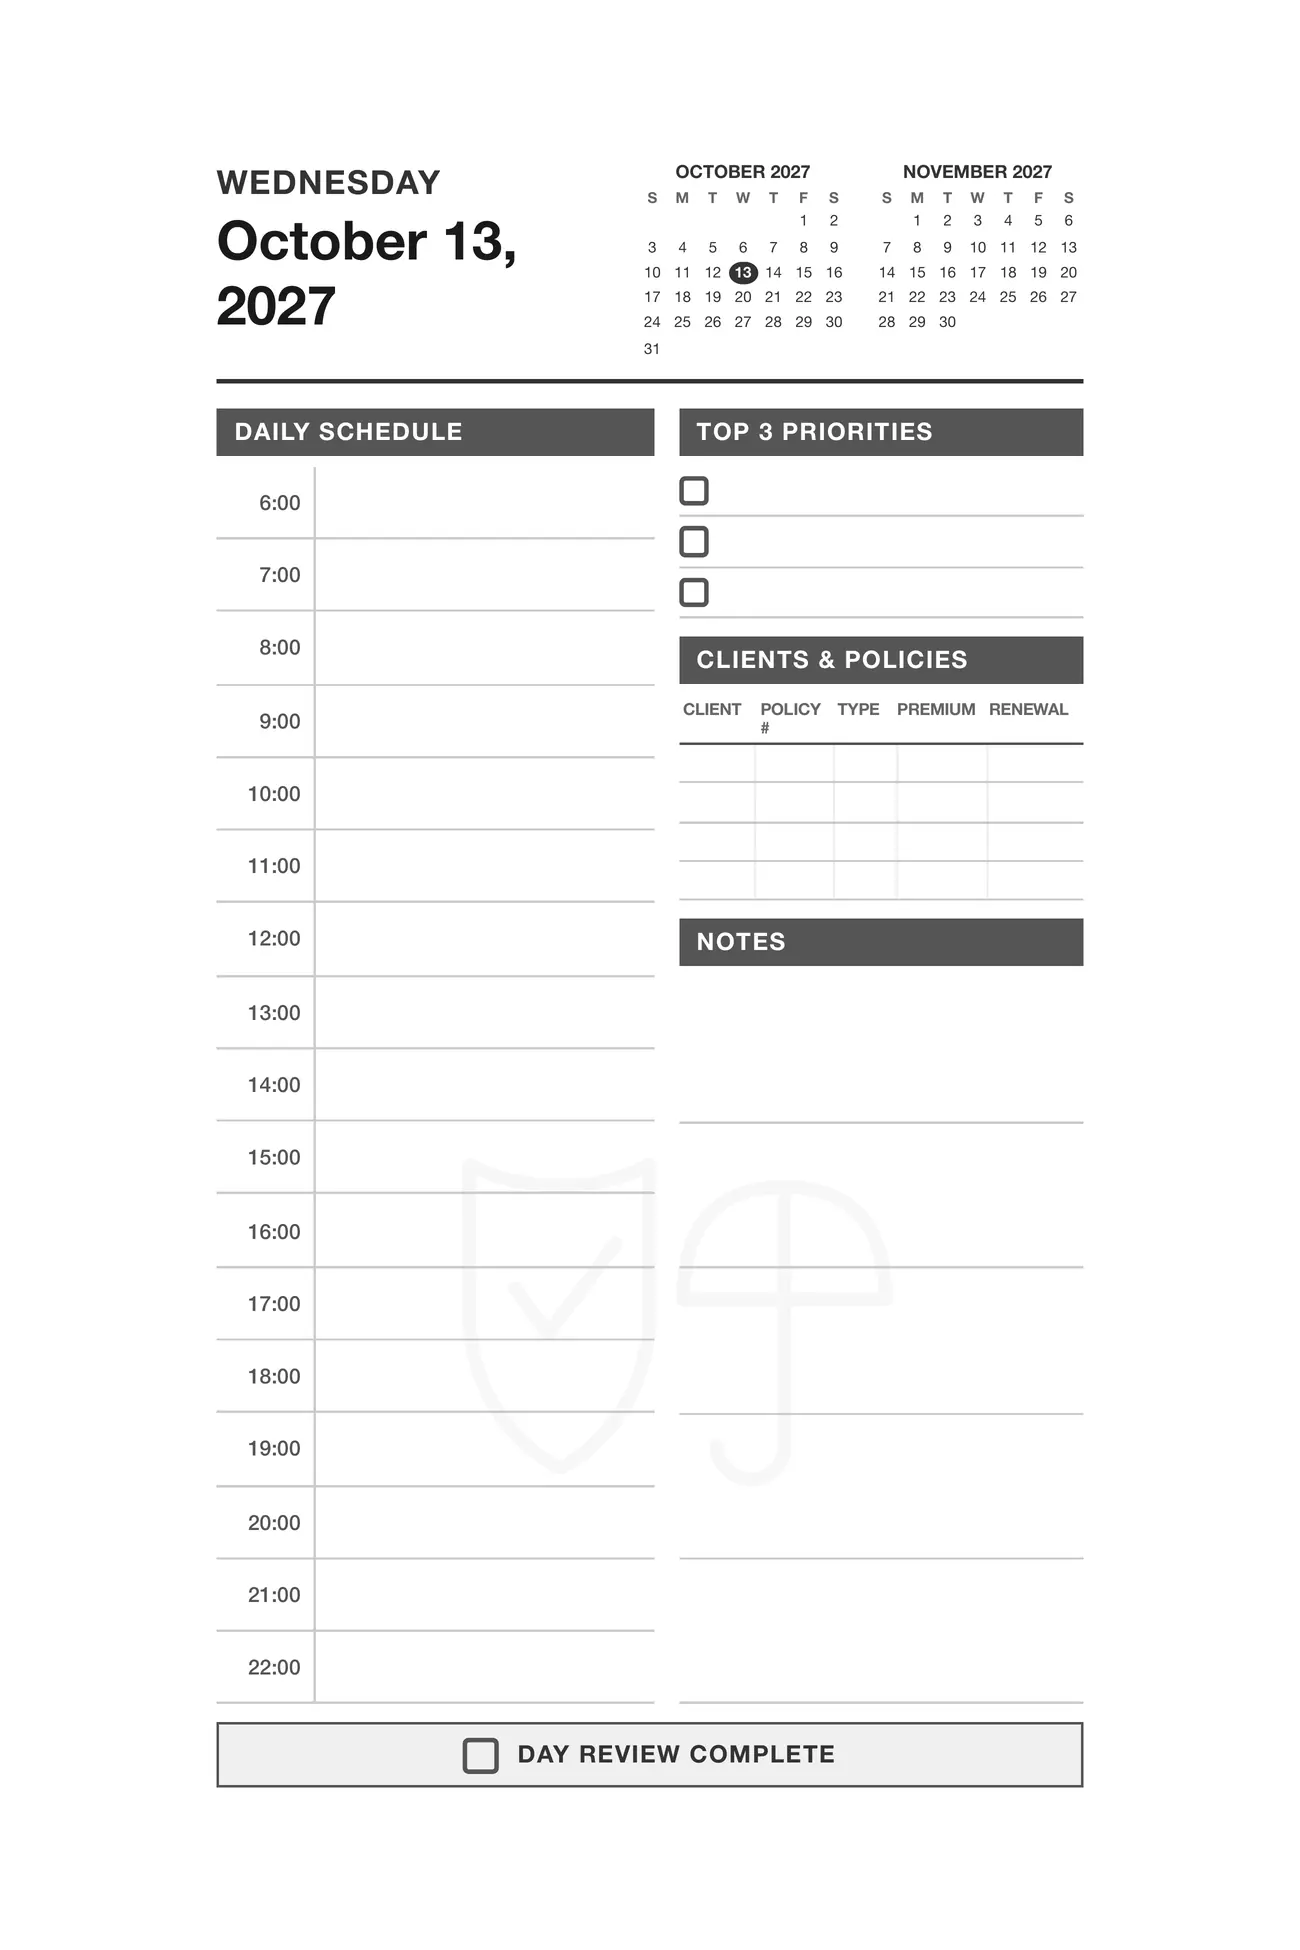 WEDNESDAY
October 13,
2027
OCTOBER 2027
S M T W T F S
1 2
3 4 5 6 7 8 9
10 11 12 13 14 15 16
17 18 19 20 21 22 23
24 25 26 27 28 29 30
31
NOVEMBER 2027
S M T W T F S
1 2 3 4 5 6
7 8 9 10 11 12 13
14 15 16 17 18 19 20
21 22 23 24 25 26 27
28 29 30
DAILY SCHEDULE
6:00
7:00
8:00
9:00
10:00
11:00
12:00
13:00
14:00
15:00
16:00
17:00
18:00
19:00
20:00
21:00
22:00
TOP 3 PRIORITIES
CLIENTS & POLICIES
CLIENT POLICY # TYPE PREMIUM RENEWAL
NOTES
DAY REVIEW COMPLETE